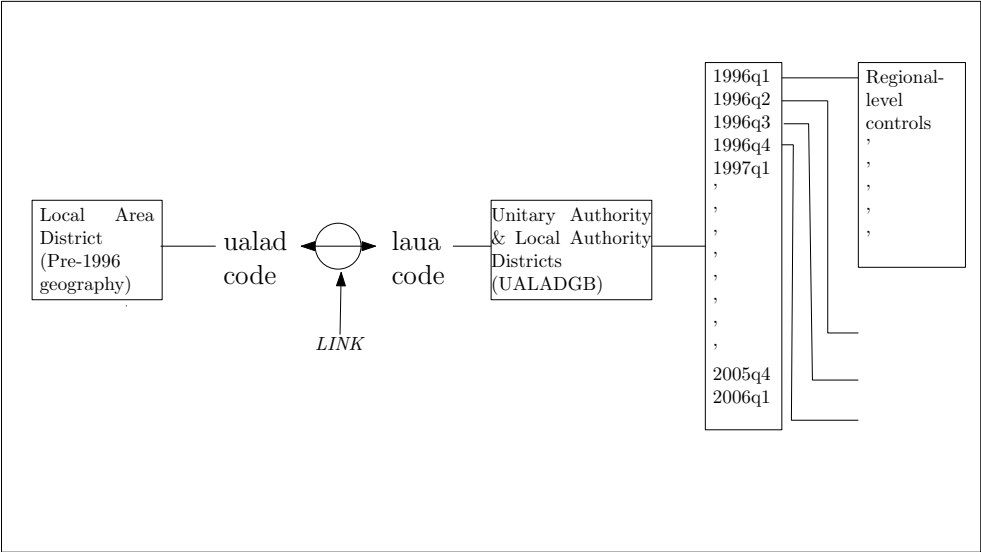 Local Area
District
(Pre-1996
geography)
ualad
code
LINK
laua
code
Unitary Authority
& Local Authority
Districts
(UALADGB)
1996q1
1996q2
1996q3
1996q4
1997q1
,
,
,
,
,
,
,
,
2005q4
2006q1
Regional-
level
controls
,
,
,
,
,